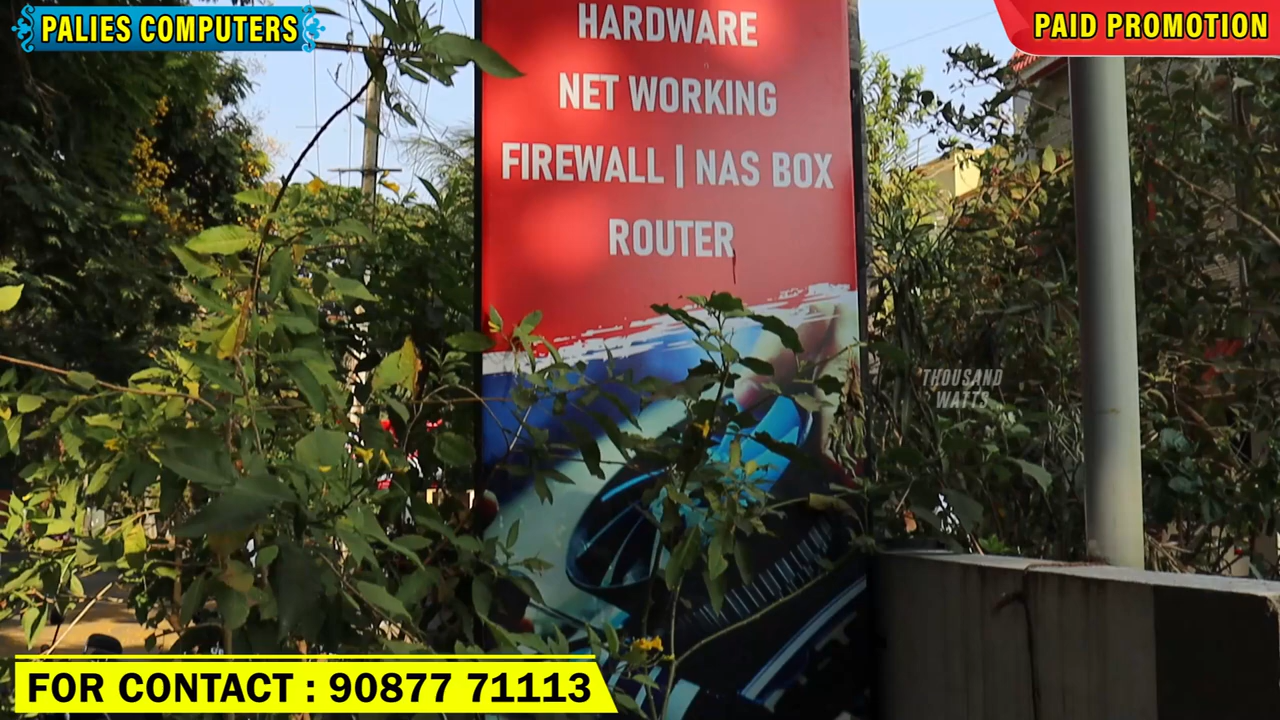 PALIES COMPUTERS
PAID PROMOTION
HARDWARE
NET WORKING
FIREWALL | NAS BOX
ROUTER
THOUSAND
WATTS
FOR CONTACT : 90877 71113